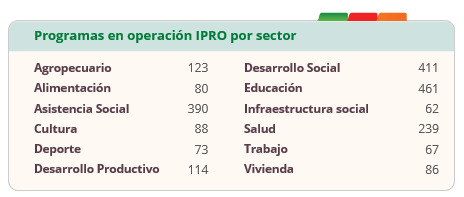 Programas en operación IPRO por sector
Agropecuario 123
Alimentación 80
Asistencia Social 390
Cultura 88
Deporte 73
Desarrollo Productivo 114
Desarrollo Social 411
Educación 461
Infraestructura social 62
Salud 239
Trabajo 67
Vivienda 86